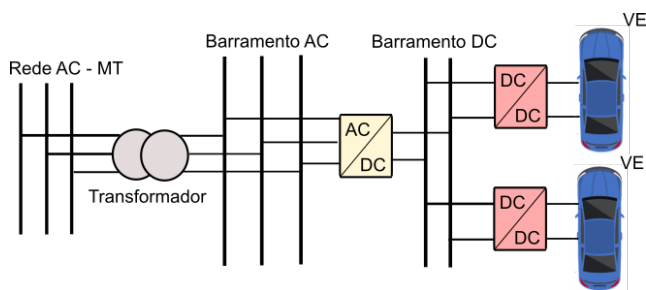 Rede AC - MT
Transformador
Barramento AC
AC
DC
Barramento DC
DC
DC
VE
DC
DC
VE